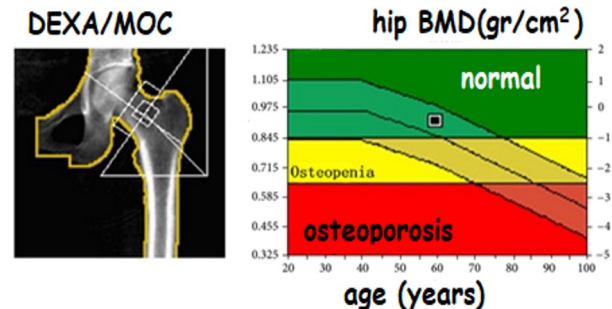 DEXA/MOC
hip BMD(gr/cm²)
1.235
1.105
0.975
0.845
0.715
0.585
0.455
0.325
normal
Osteopenia
osteoporosis
2
1
0
-1
-2
-3
-4
-5
20 30 40 50 60 70 80 90 100
age (years)